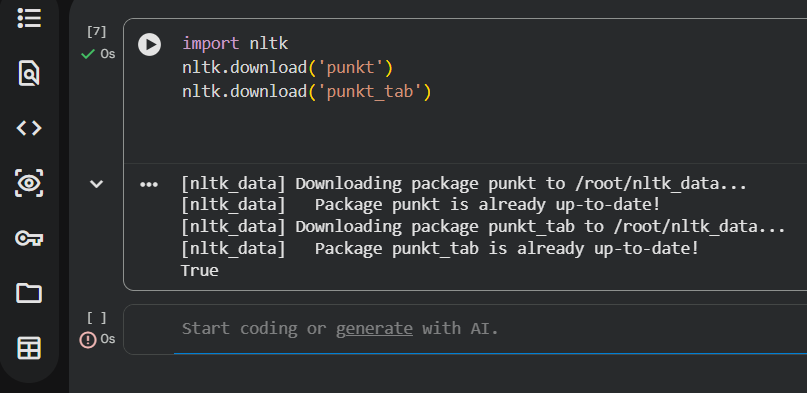 [7]
0s
import nltk
nltk.download('punkt')
nltk.download('punkt_tab')
[nltk_data] Downloading package punkt to /root/nltk_data...
[nltk_data]   Package punkt is already up-to-date!
[nltk_data] Downloading package punkt_tab to /root/nltk_data...
[nltk_data]   Package punkt_tab is already up-to-date!
True
[ ]
0s
Start coding or generate with AI.